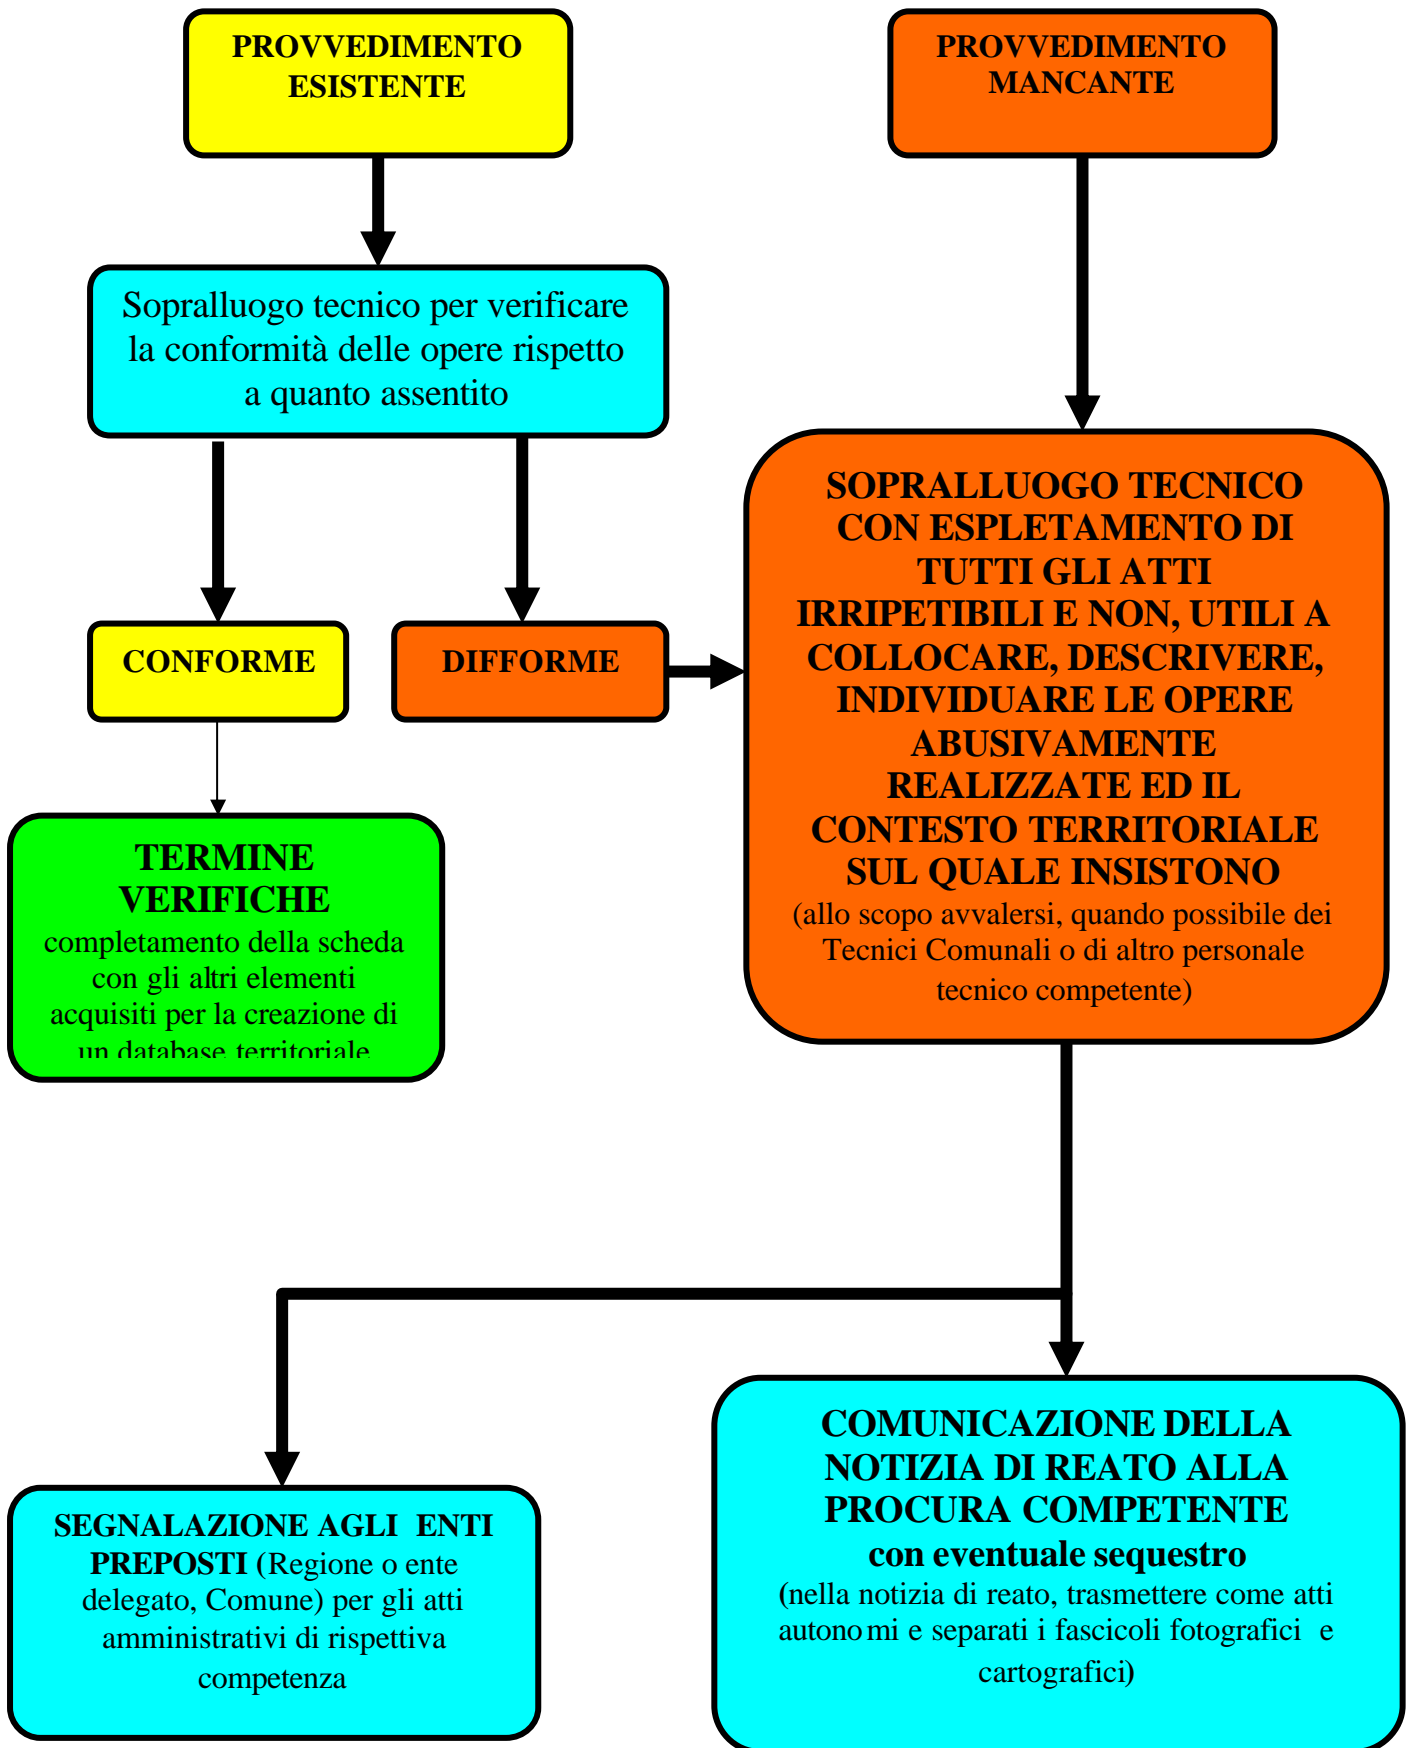 PROVVEDIMENTO
ESISTENTE
PROVVEDIMENTO
MANCANTE
Sopralluogo tecnico per verificare
la conformità delle opere rispetto
a quanto assentito
CONFORME
DIFFORME
SOPRALLUOGO TECNICO
CON ESPLETAMENTO DI
TUTTI GLI ATTI
IRRIPETIBILI E NON, UTILI A
COLLOCARE, DESCRIVERE,
INDIVIDUARE LE OPERE
ABUSIVAMENTE
REALIZZATE ED IL
CONTESTO TERRITORIALE
SUL QUALE INSISTONO
(allo scopo avvalersi, quando possibile dei
Tecnici Comunali o di altro personale
tecnico competente)
TERMINE
VERIFICHE
completamento della scheda
con gli altri elementi
acquisiti per la creazione di
un database territoriale
SEGNALAZIONE AGLI ENTI
PREPOSTI (Regione o ente
delegato, Comune) per gli atti
amministrativi di rispettiva
competenza
COMUNICAZIONE DELLA
NOTIZIA DI REATO ALLA
PROCURA COMPETENTE
con eventuale sequestro
(nella notizia di reato, trasmettere come atti
autonomi e separati i fascicoli fotografici e
cartografici)